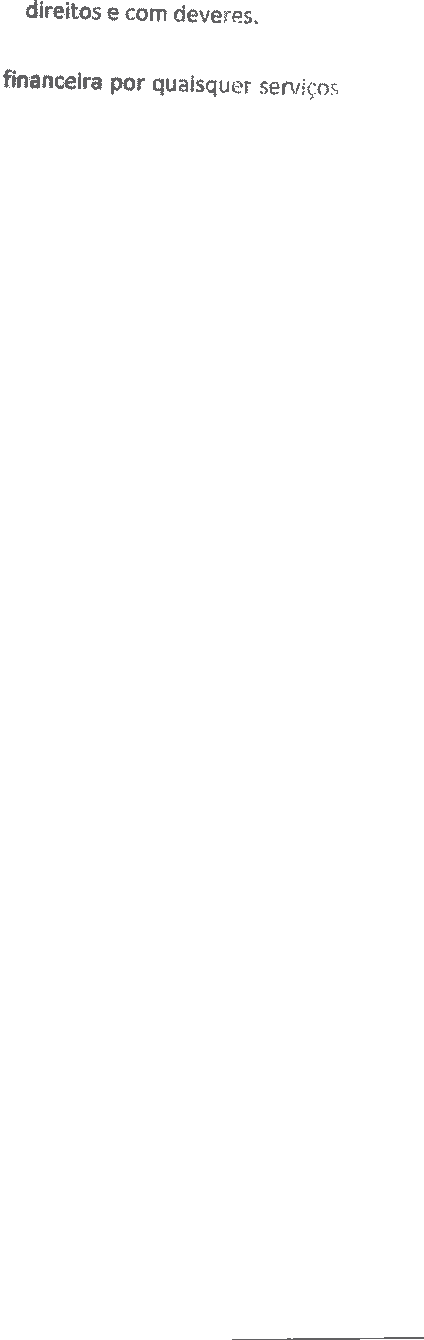 direitos e com deveres.
financeira por quaisquer serviços